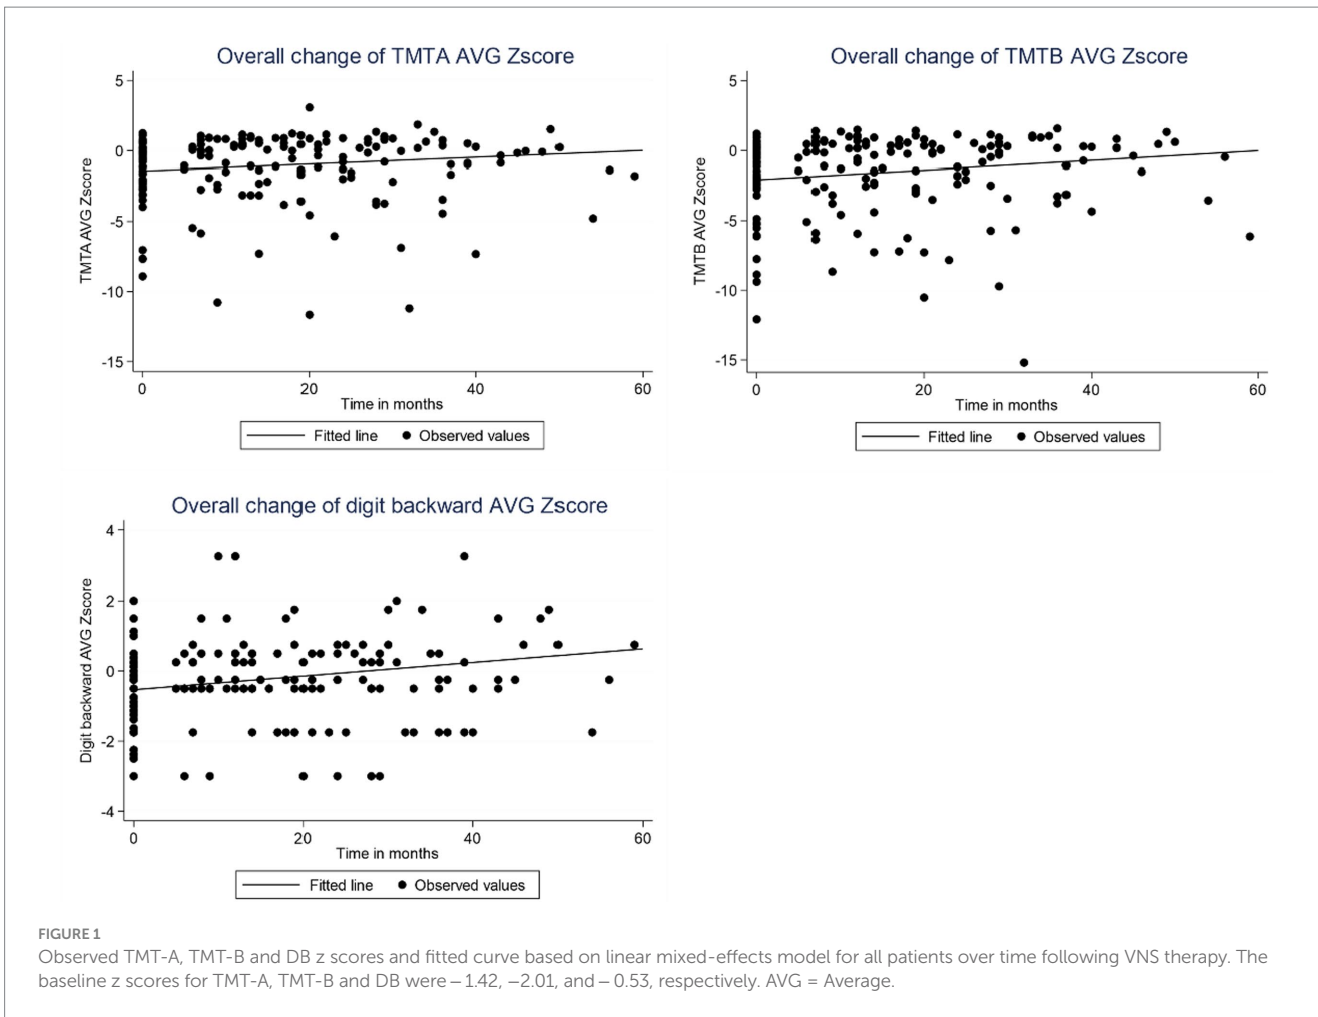 Overall change of TMTA AVG Zscore
5
0
-5
-10
-15
TMTA AVG Zscore
0 20 40 60
Time in months
Fitted line Observed values
Overall change of TMTB AVG Zscore
5
0
-5
-10
-15
TMTB AVG Zscore
0 20 40 60
Time in months
Fitted line Observed values
Overall change of digit backward AVG Zscore
4
2
0
-2
-4
Digit backward AVG Zscore
0 20 40 60
Time in months
Fitted line Observed values
FIGURE 1
Observed TMT-A, TMT-B and DB z scores and fitted curve based on linear mixed-effects model for all patients over time following VNS therapy. The
baseline z scores for TMT-A, TMT-B and DB were −1.42, −2.01, and −0.53, respectively. AVG = Average.